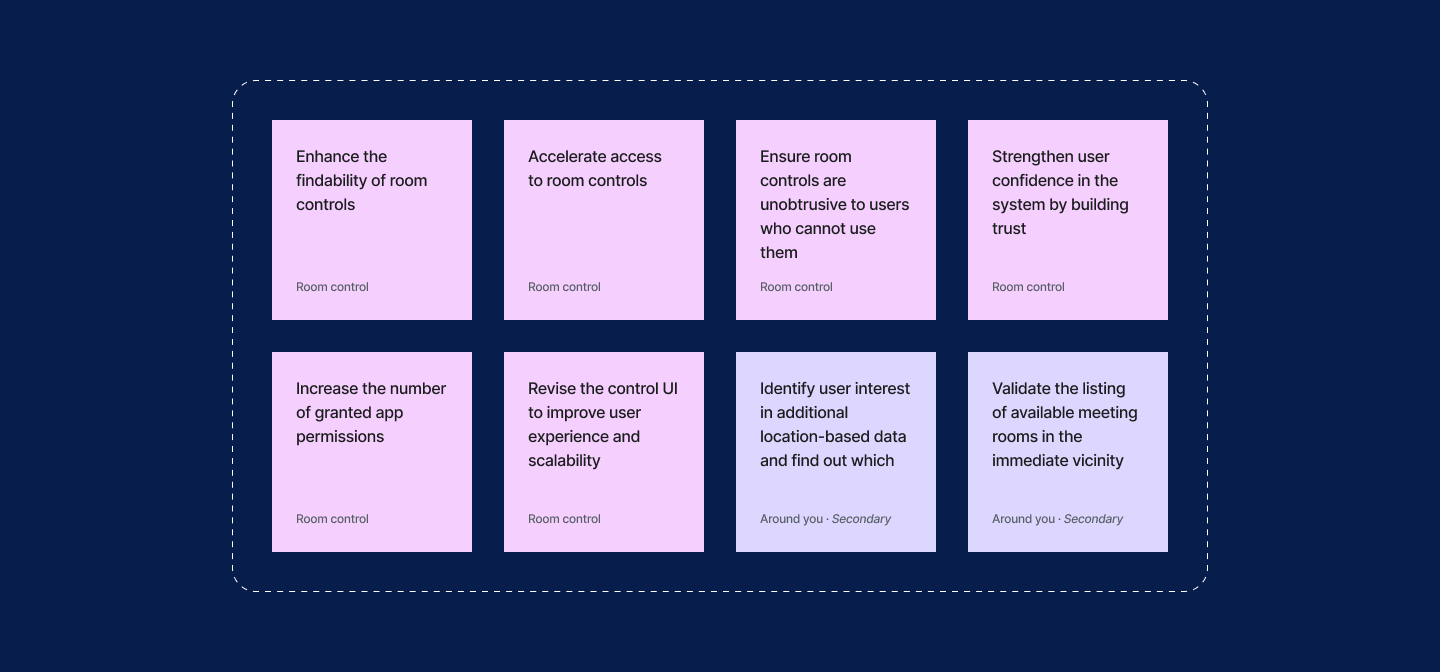 Enhance the
findability of room
controls
Room control
Accelerate access
to room controls
Room control
Ensure room
controls are
unobtrusive to users
who cannot use
them
Room control
Strengthen user
confidence in the
system by building
trust
Room control
Increase the number
of granted app
permissions
Room control
Revise the control UI
to improve user
experience and
scalability
Room control
Identify user interest
in additional
location-based data
and find out which
Around you · Secondary
Validate the listing
of available meeting
rooms in the
immediate vicinity
Around you · Secondary